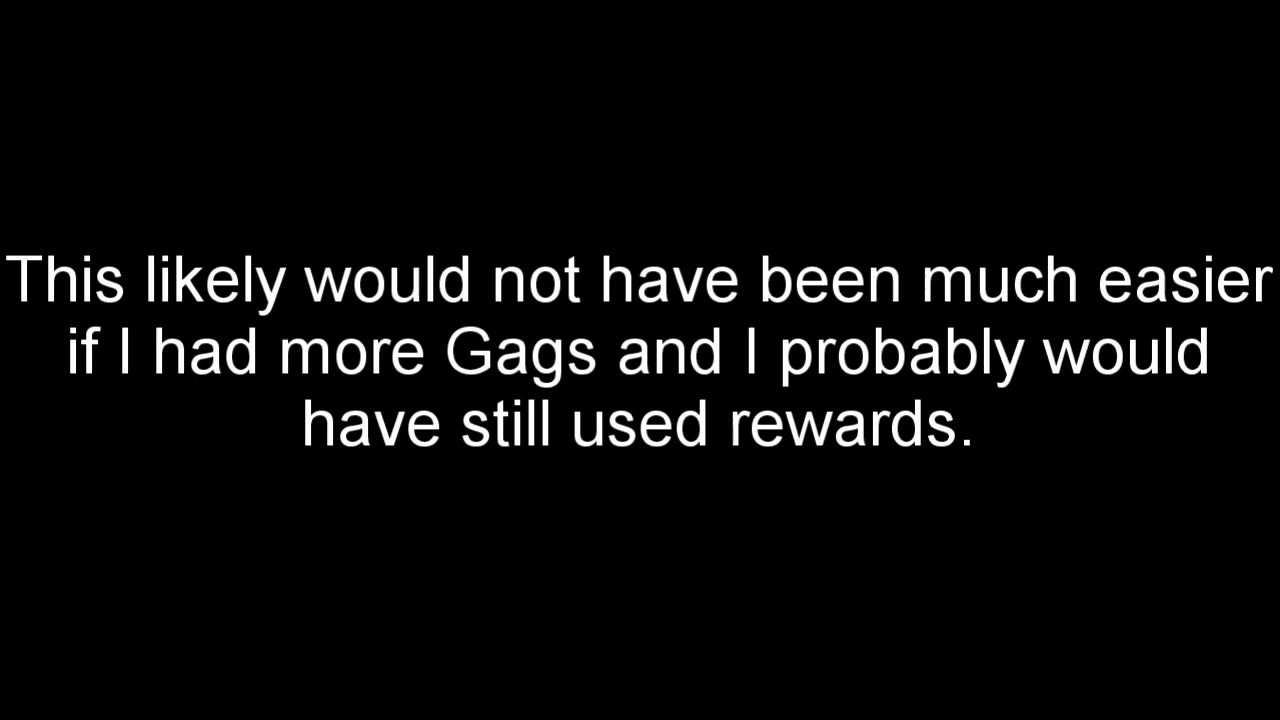 This likely would not have been much easier
if I had more Gags and I probably would
have still used rewards.